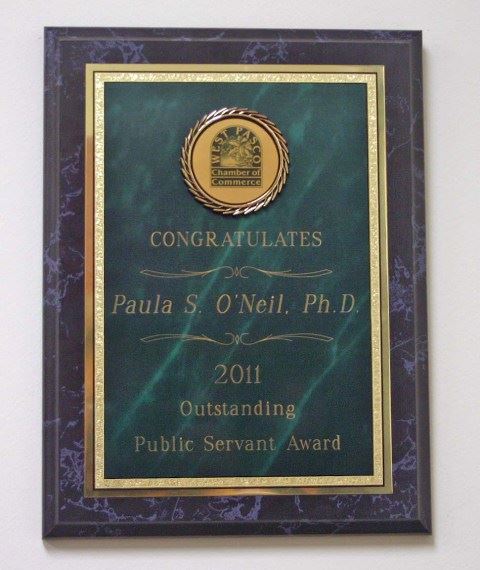 WEST PASCO
Chamber of
Commerce
CONGRATULATES
Paula S. O'Neil, Ph.D.
2011
Outstanding
Public Servant Award